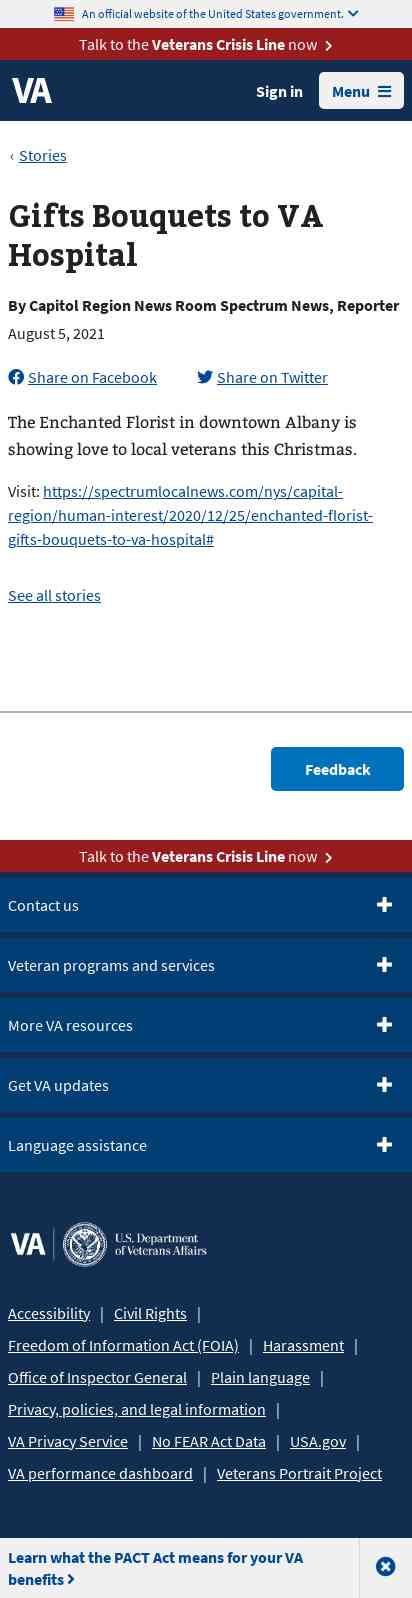 An official website of the United States government.
Talk to the Veterans Crisis Line now
VA
Sign in
Menu
‹ Stories
Gifts Bouquets to VA
Hospital
By Capitol Region News Room Spectrum News, Reporter
August 5, 2021
Share on Facebook
Share on Twitter
The Enchanted Florist in downtown Albany is
showing love to local veterans this Christmas.
Visit: https://spectrumlocalnews.com/nys/capital-
region/human-interest/2020/12/25/enchanted-florist-
gifts-bouquets-to-va-hospital#
See all stories
Feedback
Talk to the Veterans Crisis Line now
Contact us
Veteran programs and services
More VA resources
Get VA updates
Language assistance
VA
U.S. Department
of Veterans Affairs
Accessibility | Civil Rights |
Freedom of Information Act (FOIA) | Harassment |
Office of Inspector General | Plain language |
Privacy, policies, and legal information |
VA Privacy Service | No FEAR Act Data | USA.gov |
VA performance dashboard | Veterans Portrait Project
Learn what the PACT Act means for your VA
benefits